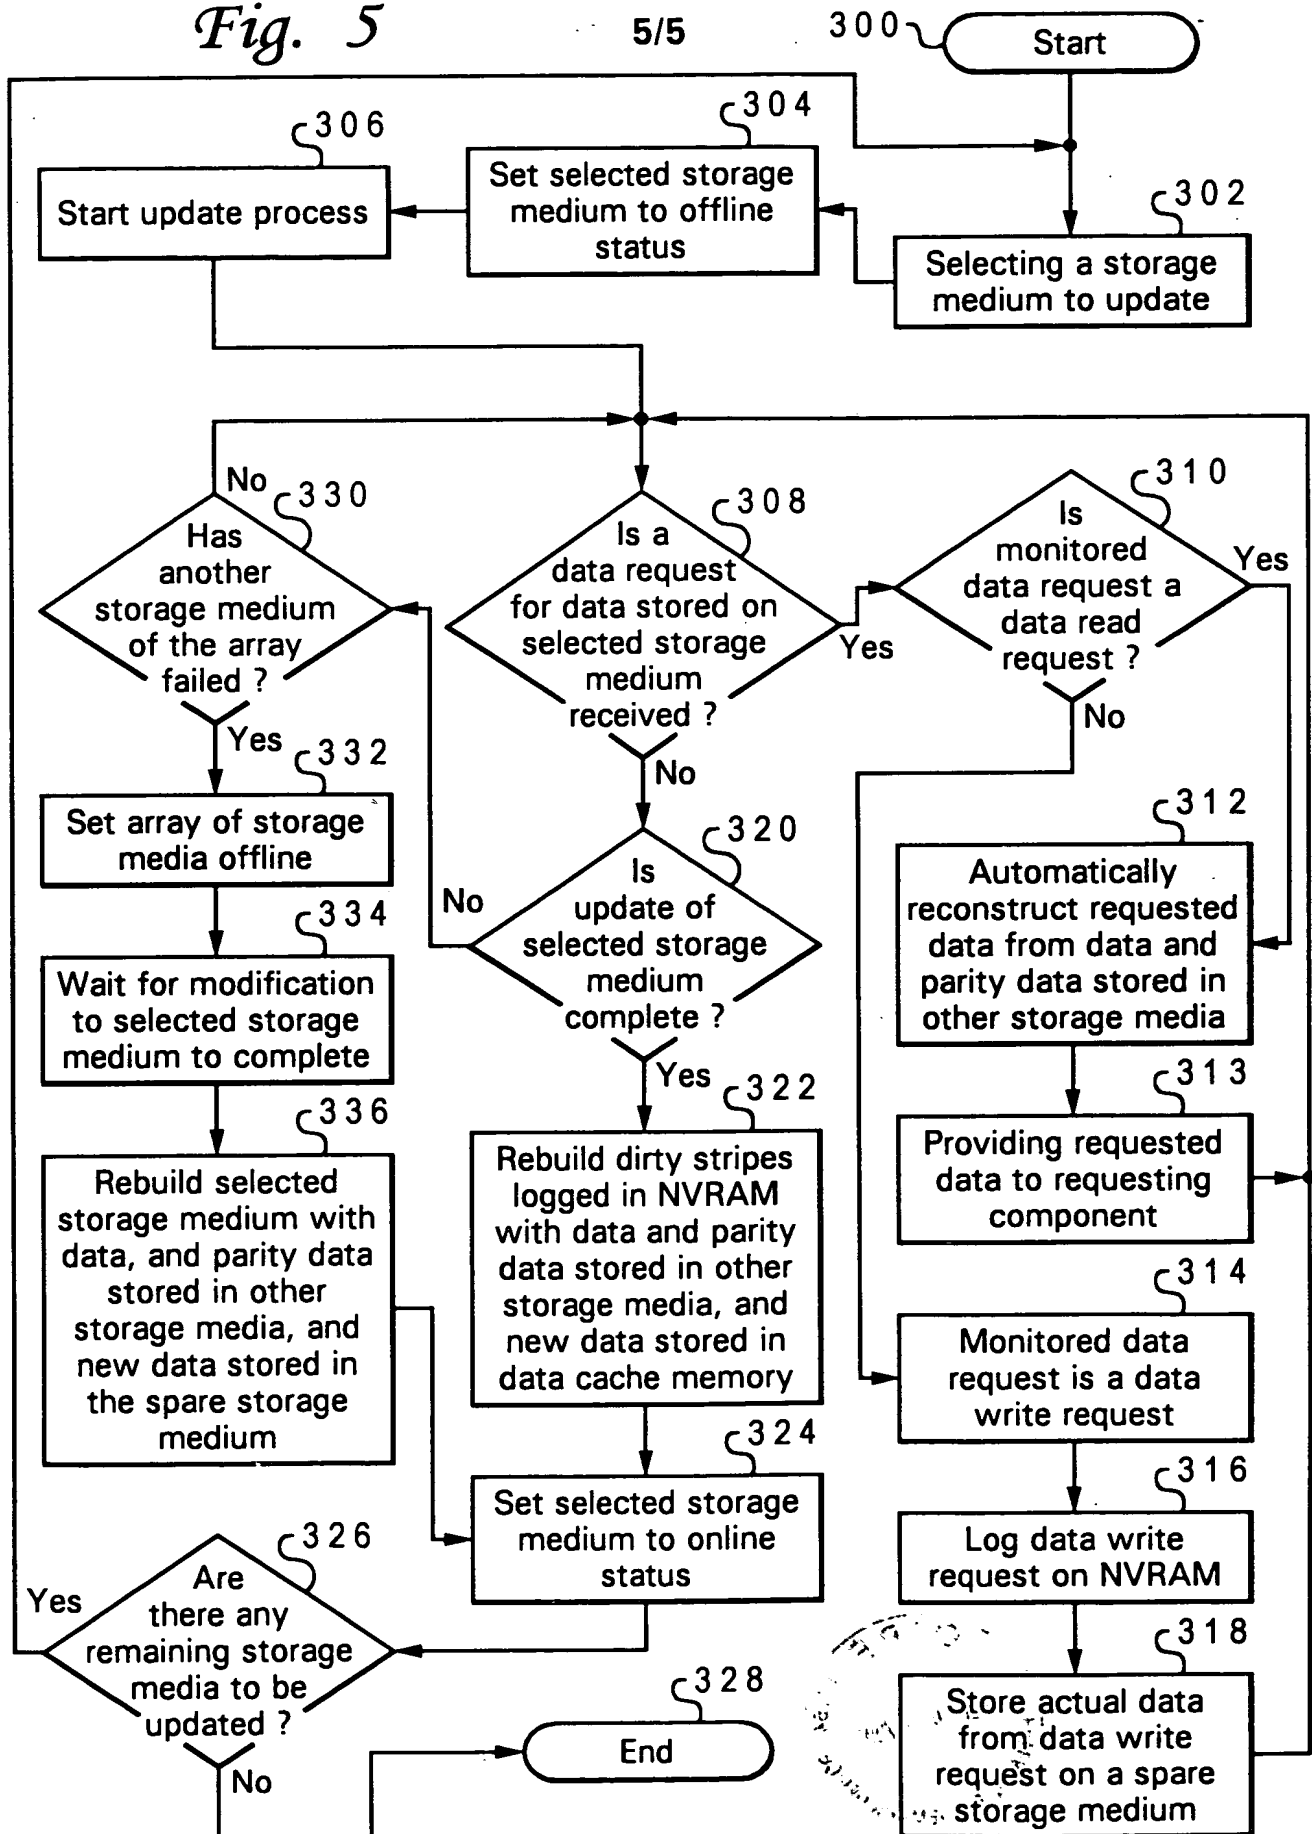 Fig. 5
5/5
300
Start
306
304
302
Start update process
Set selected storage
medium to offline
status
Selecting a storage
medium to update
No
330
Has
another
storage medium
of the array
failed ?
Yes
308
Is a
data request
for data stored on
selected storage
medium
received ?
Yes
No
310
Is
monitored
data request a
data read
request ?
Yes
No
332
Set array of storage
media offline
320
Is
update of
selected storage
medium
complete ?
No
Yes
312
Automatically
reconstruct requested
data from data and
parity data stored in
other storage media
334
Wait for modification
to selected storage
medium to complete
313
Providing requested
data to requesting
component
336
Rebuild selected
storage medium with
data, and parity data
stored in other
storage media, and
new data stored in
the spare storage
medium
322
Rebuild dirty stripes
logged in NVRAM
with data and parity
data stored in other
storage media, and
new data stored in
data cache memory
314
Monitored data
request is a data
write request
324
Set selected storage
medium to online
status
316
Log data write
request on NVRAM
326
Are
there any
remaining storage
media to be
updated ?
Yes
No
328
End
318
Store actual data
from data write
request on a spare
storage medium